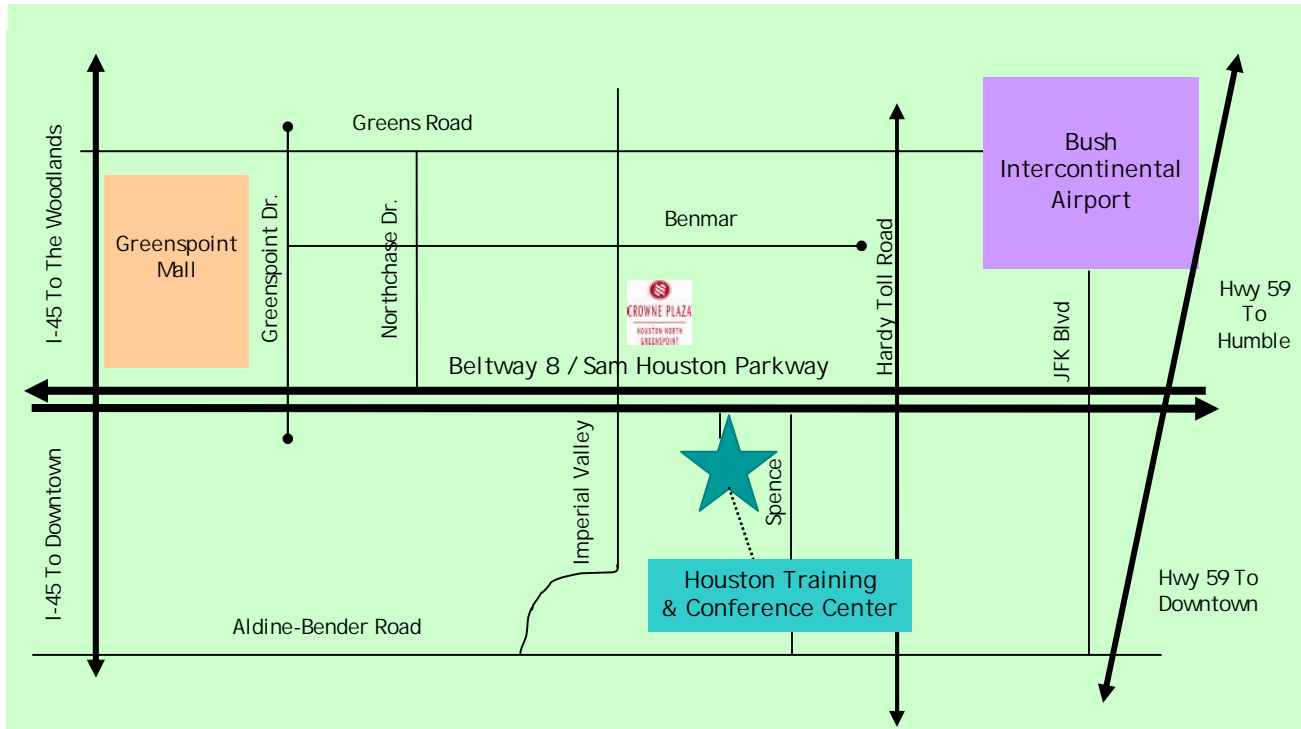 Greens Road
Bush
Intercontinental
Airport
I-45 To The Woodlands
Greenspoint
Mall
Greenspoint Dr.
Northchase Dr.
Benmar
CROWNE PLAZA
HOUSTON NORTH
GREENSPOINT
Hardy Toll Road
JFK Blvd
Hwy 59
To
Humble
Beltway 8 / Sam Houston Parkway
I-45 To Downtown
Imperial Valley
Spence
Houston Training
& Conference Center
Hwy 59 To
Downtown
Aldine-Bender Road